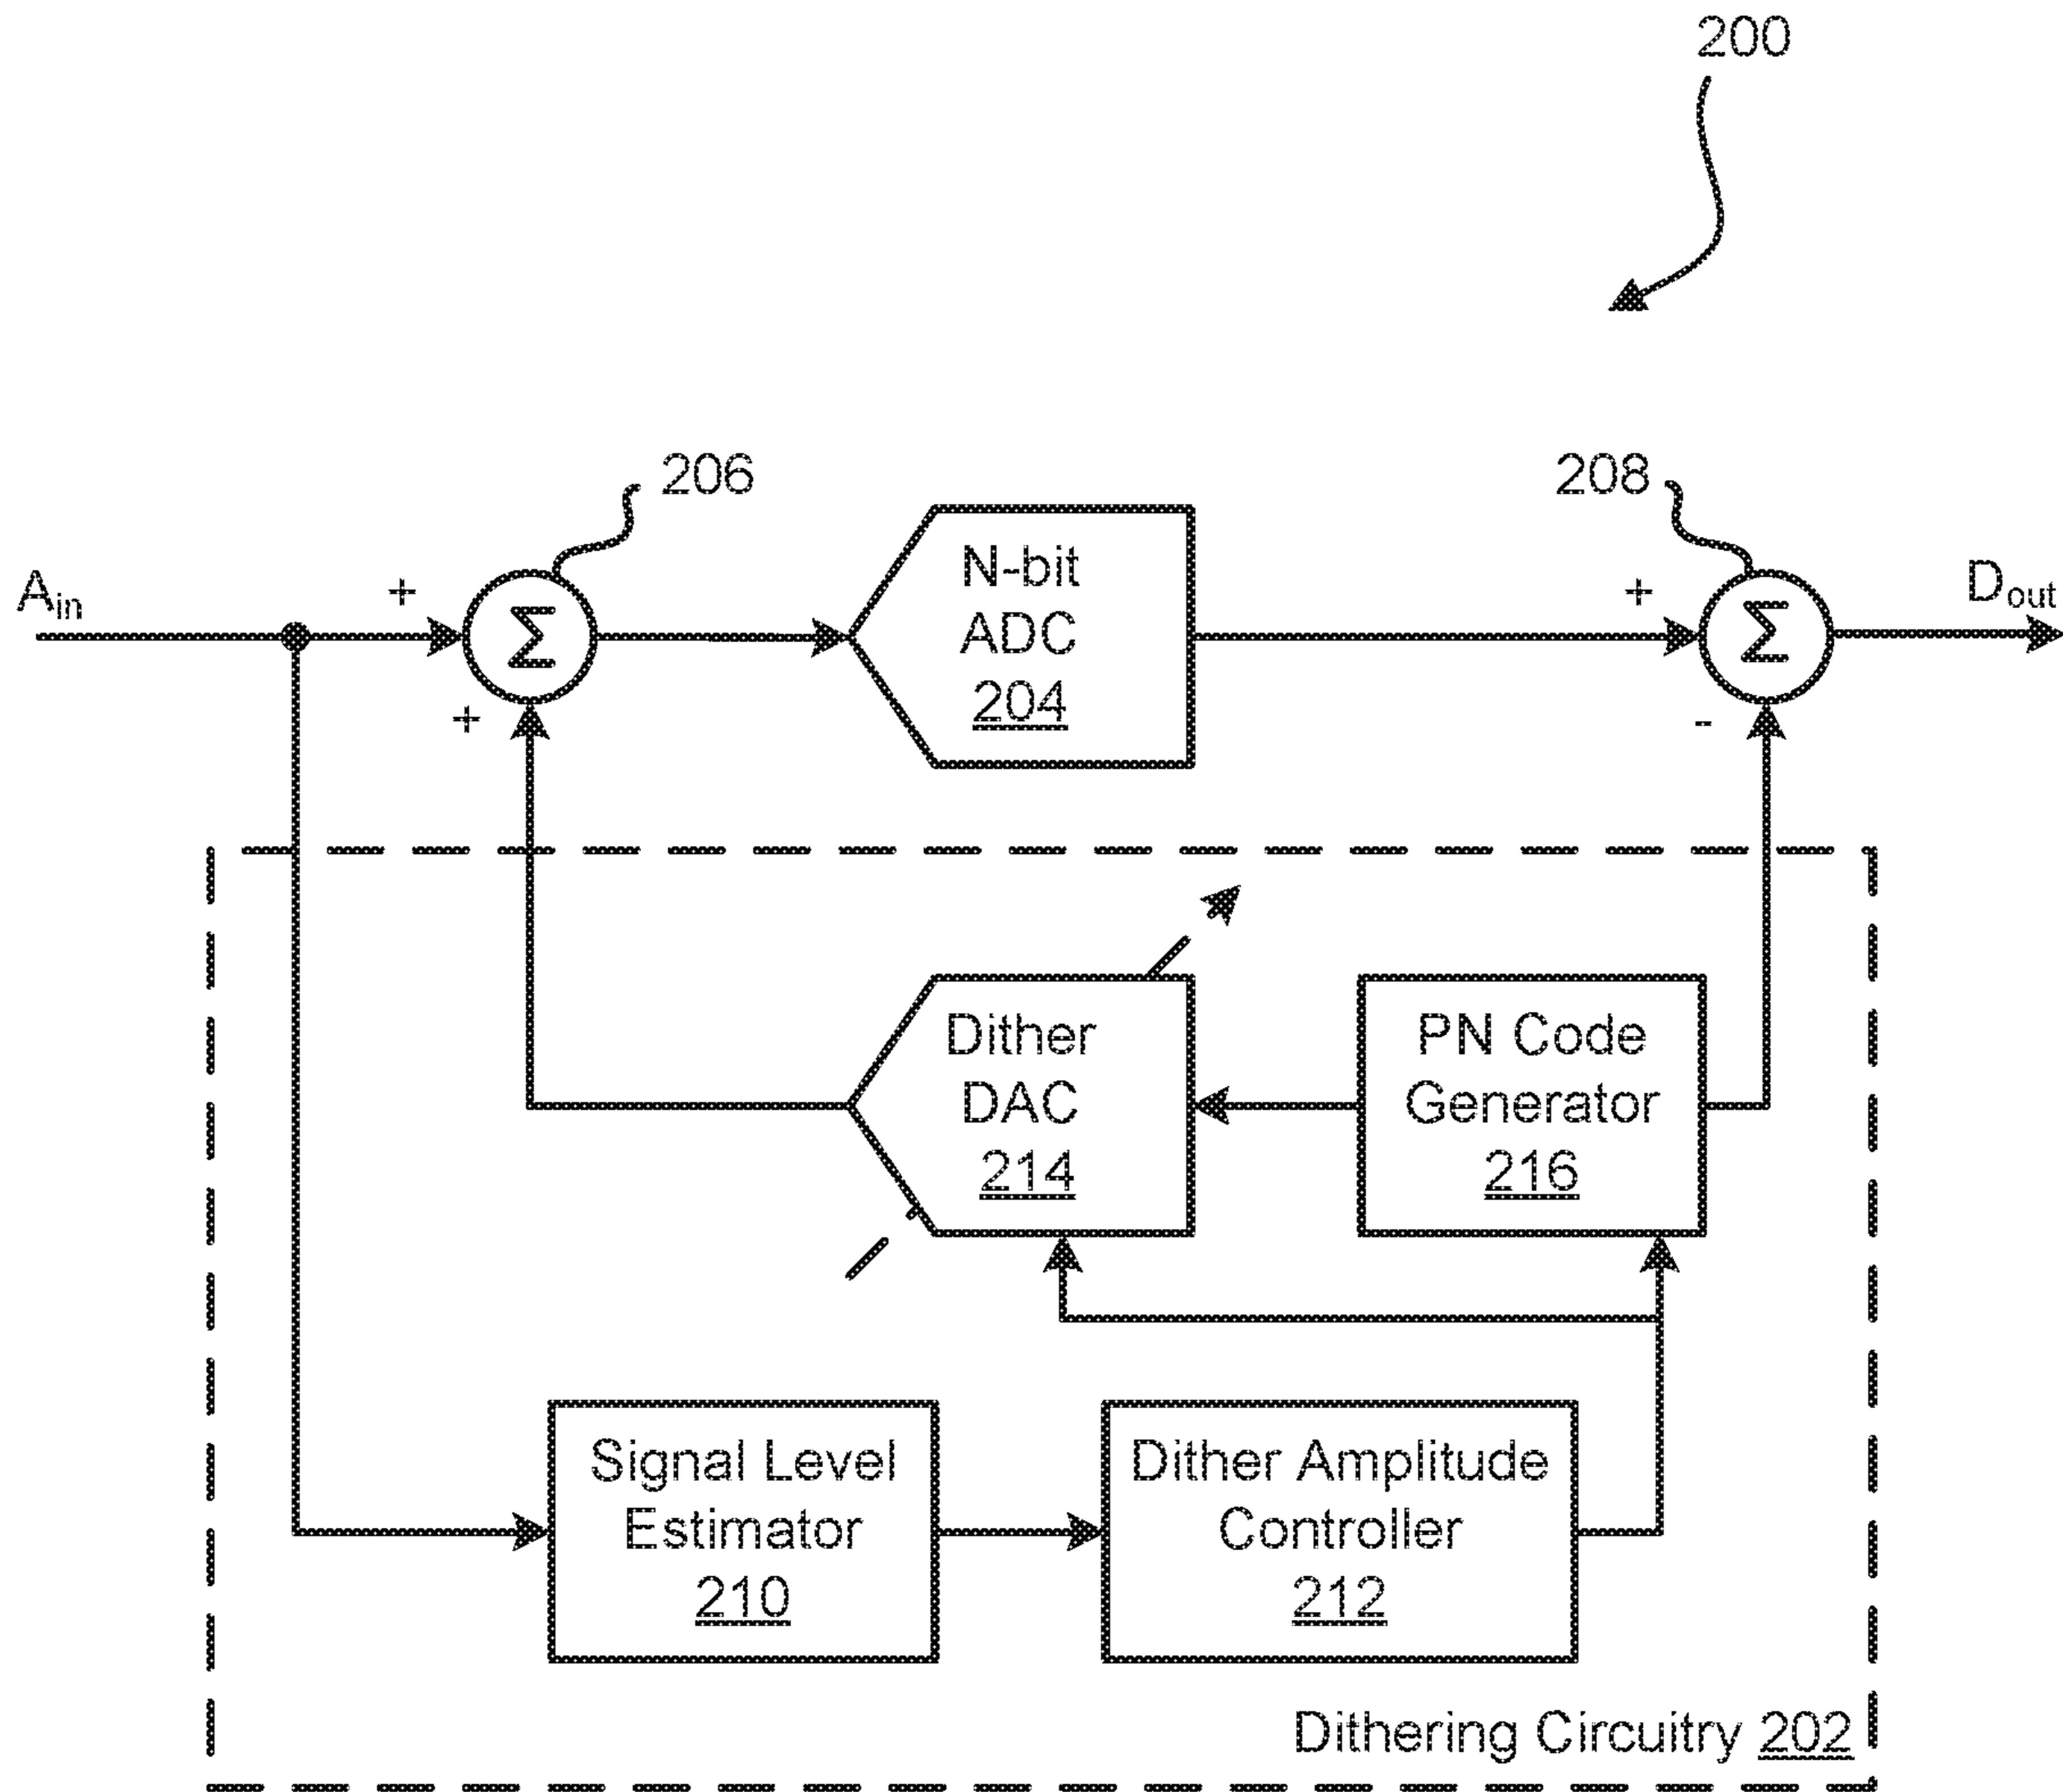 200
206
208
A_in
+
Σ
N-bit
ADC
204
+
Σ
D_out
+
-
Dither
DAC
214
PN Code
Generator
216
Signal Level
Estimator
210
Dither Amplitude
Controller
212
Dithering Circuitry 202